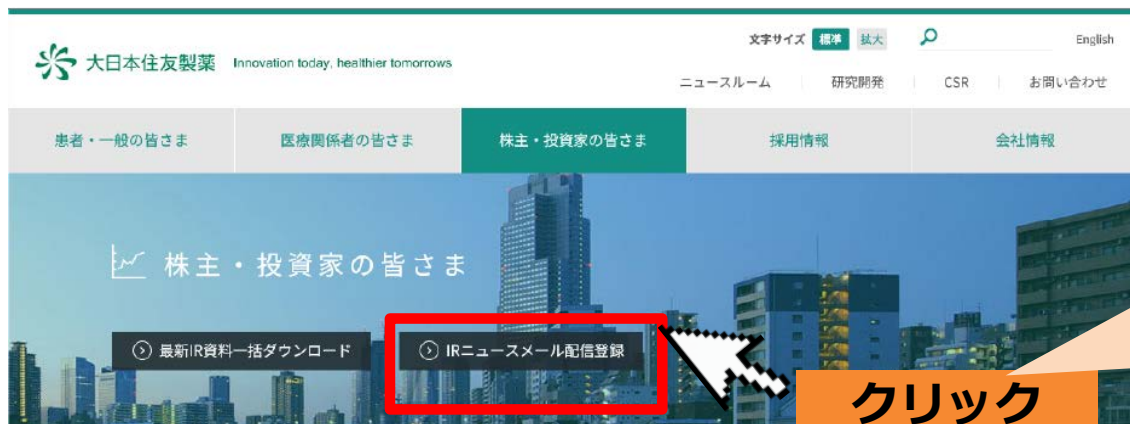 文字サイズ 標準 拡大 English
大日本住友製薬 Innovation today, healthier tomorrows
ニュースルーム 研究開発 CSR お問い合わせ
患者・一般の皆さま 医療関係者の皆さま 株主・投資家の皆さま 採用情報 会社情報
株主・投資家の皆さま
最新IR資料一括ダウンロード IRニュースメール配信登録
クリック